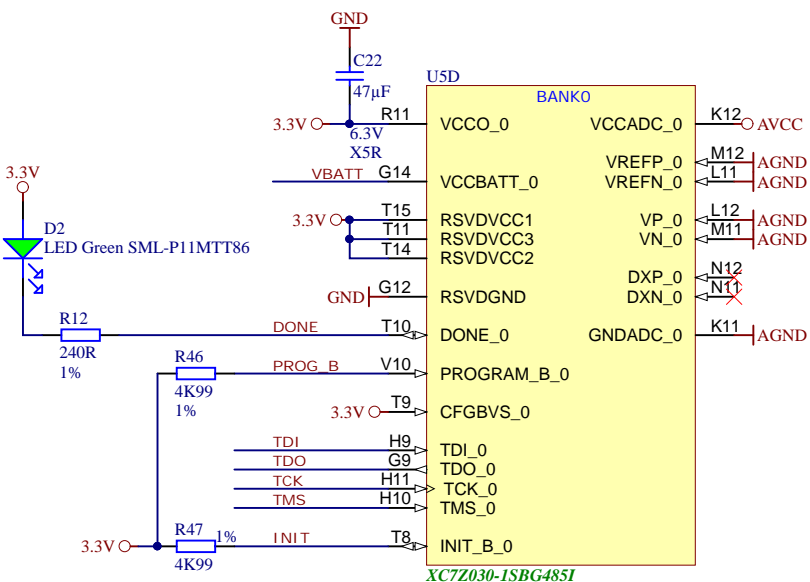 GND
C22
47µF
U5D
BANK0
3.3V
R11
VCCO_0
VCCADC_0
K12
AVCC
6.3V
X5R
VREFP_0
M12
AGND
3.3V
VBATT
G14
VCCBATT_0
VREFN_0
L11
AGND
3.3V
T15
RSVDVCC1
VP_0
L12
AGND
D2
T11
RSVDVCC3
VN_0
M11
AGND
LED Green SML-P11MTT86
T14
RSVDVCC2
DXP_0
N12
GND
G12
RSVDGND
DXN_0
N11
R12
DONE
T10
DONE_0
GNDADC_0
K11
AGND
240R
1%
R46
PROG_B
V10
PROGRAM_B_0
4K99
1%
3.3V
T9
CFGBVS_0
TDI
H9
TDI_0
TDO
G9
TDO_0
TCK
H11
TCK_0
TMS
H10
TMS_0
R47
1%
INIT
T8
INIT_B_0
3.3V
4K99
XC7Z030-1SBG485I